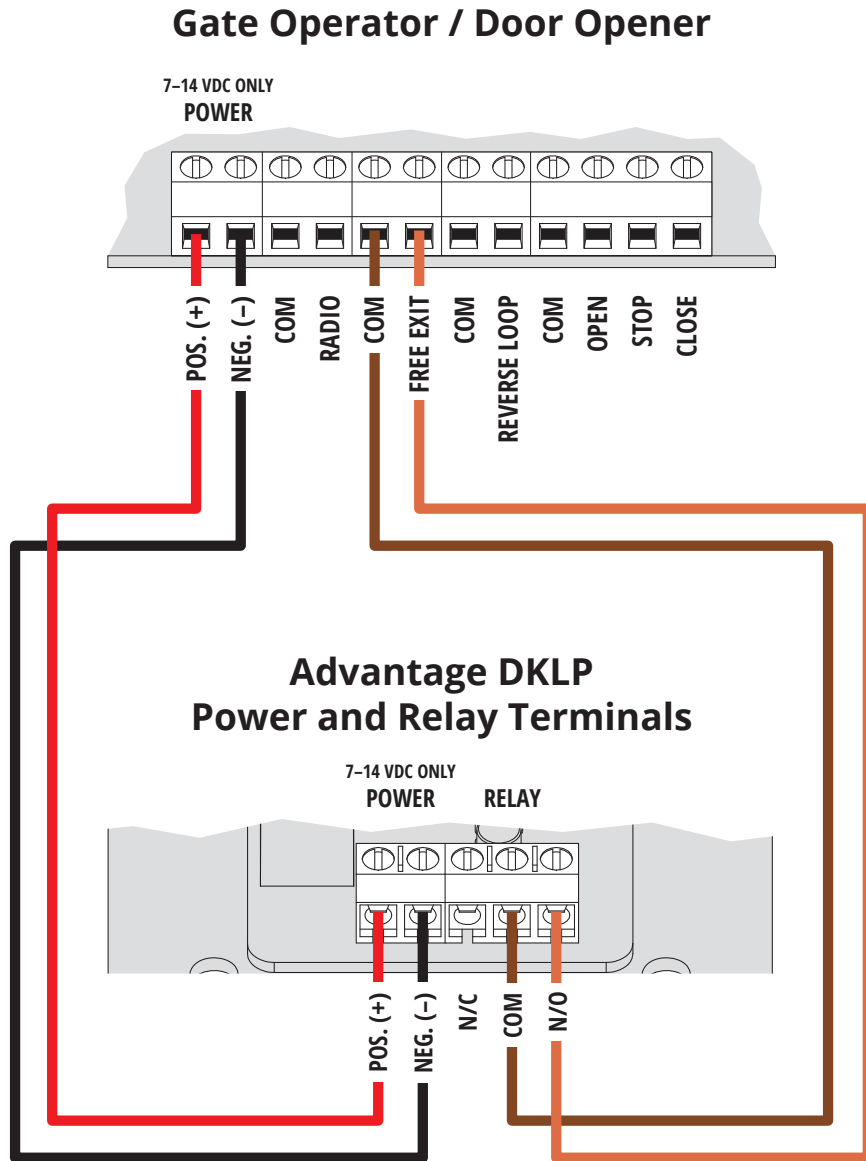 Gate Operator / Door Opener
7–14 VDC ONLY
POWER
POS. (+)
NEG. (–)
COM
RADIO
COM
FREE EXIT
COM
REVERSE LOOP
COM
OPEN
STOP
CLOSE
Advantage DKLP
Power and Relay Terminals
7–14 VDC ONLY
POWER
RELAY
POS. (+)
NEG. (–)
N/C
COM
N/O